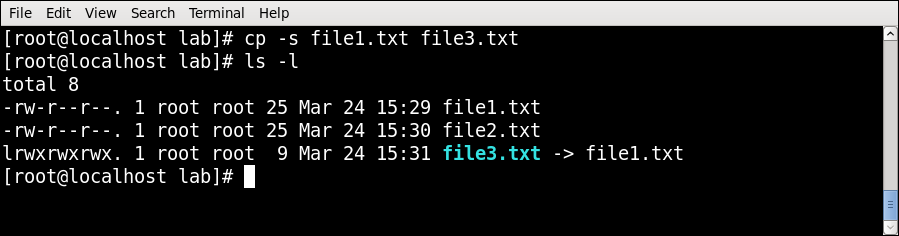 File Edit View Search Terminal Help
[root@localhost lab]# cp -s file1.txt file3.txt
[root@localhost lab]# ls -l
total 8
-rw-r--r--. 1 root root 25 Mar 24 15:29 file1.txt
-rw-r--r--. 1 root root 25 Mar 24 15:30 file2.txt
lrwxrwxrwx. 1 root root  9 Mar 24 15:31 file3.txt -> file1.txt
[root@localhost lab]#